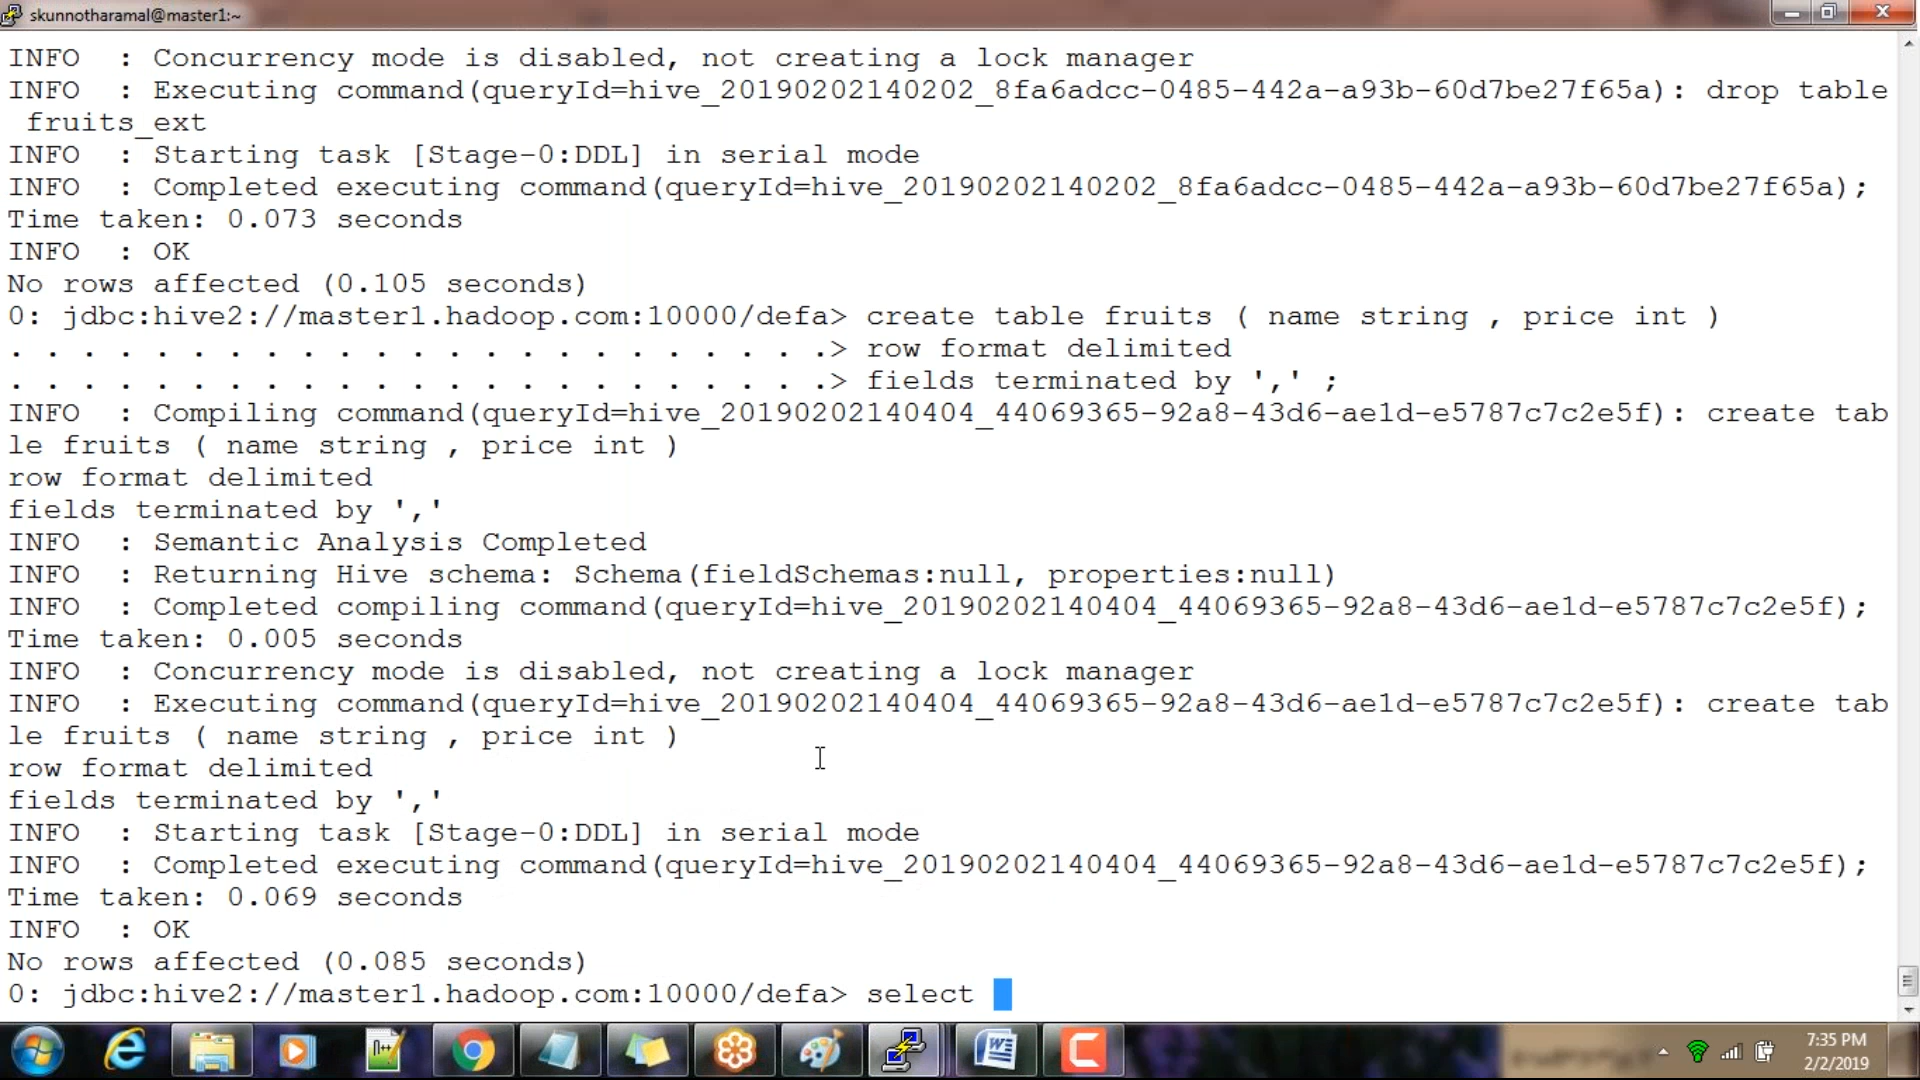 skunnotharamal@master1:~
INFO  : Concurrency mode is disabled, not creating a lock manager
INFO  : Executing command(queryId=hive_20190202140202_8fa6adcc-0485-442a-a93b-60d7be27f65a): drop table
 fruits_ext
INFO  : Starting task [Stage-0:DDL] in serial mode
INFO  : Completed executing command(queryId=hive_20190202140202_8fa6adcc-0485-442a-a93b-60d7be27f65a);
Time taken: 0.073 seconds
INFO  : OK
No rows affected (0.105 seconds)
0: jdbc:hive2://master1.hadoop.com:10000/defa> create table fruits ( name string , price int )
. . . . . . . . . . . . . . . . . . . . . . .> row format delimited
. . . . . . . . . . . . . . . . . . . . . . .> fields terminated by ',' ;
INFO  : Compiling command(queryId=hive_20190202140404_44069365-92a8-43d6-ae1d-e5787c7c2e5f): create tab
le fruits ( name string , price int )
row format delimited
fields terminated by ','
INFO  : Semantic Analysis Completed
INFO  : Returning Hive schema: Schema(fieldSchemas:null, properties:null)
INFO  : Completed compiling command(queryId=hive_20190202140404_44069365-92a8-43d6-ae1d-e5787c7c2e5f);
Time taken: 0.005 seconds
INFO  : Concurrency mode is disabled, not creating a lock manager
INFO  : Executing command(queryId=hive_20190202140404_44069365-92a8-43d6-ae1d-e5787c7c2e5f): create tab
le fruits ( name string , price int )
row format delimited
fields terminated by ','
INFO  : Starting task [Stage-0:DDL] in serial mode
INFO  : Completed executing command(queryId=hive_20190202140404_44069365-92a8-43d6-ae1d-e5787c7c2e5f);
Time taken: 0.069 seconds
INFO  : OK
No rows affected (0.085 seconds)
0: jdbc:hive2://master1.hadoop.com:10000/defa> select
7:35 PM
2/2/2019